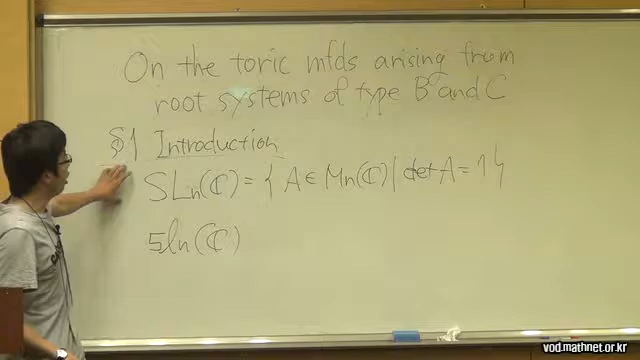 On the toric mfds arising from
root systems of type B and C
§1 Introduction
SLn(ℂ) = { A ∈ Mn(ℂ) | det A = 1 }
sln(ℂ)
vod.mathnet.or.kr